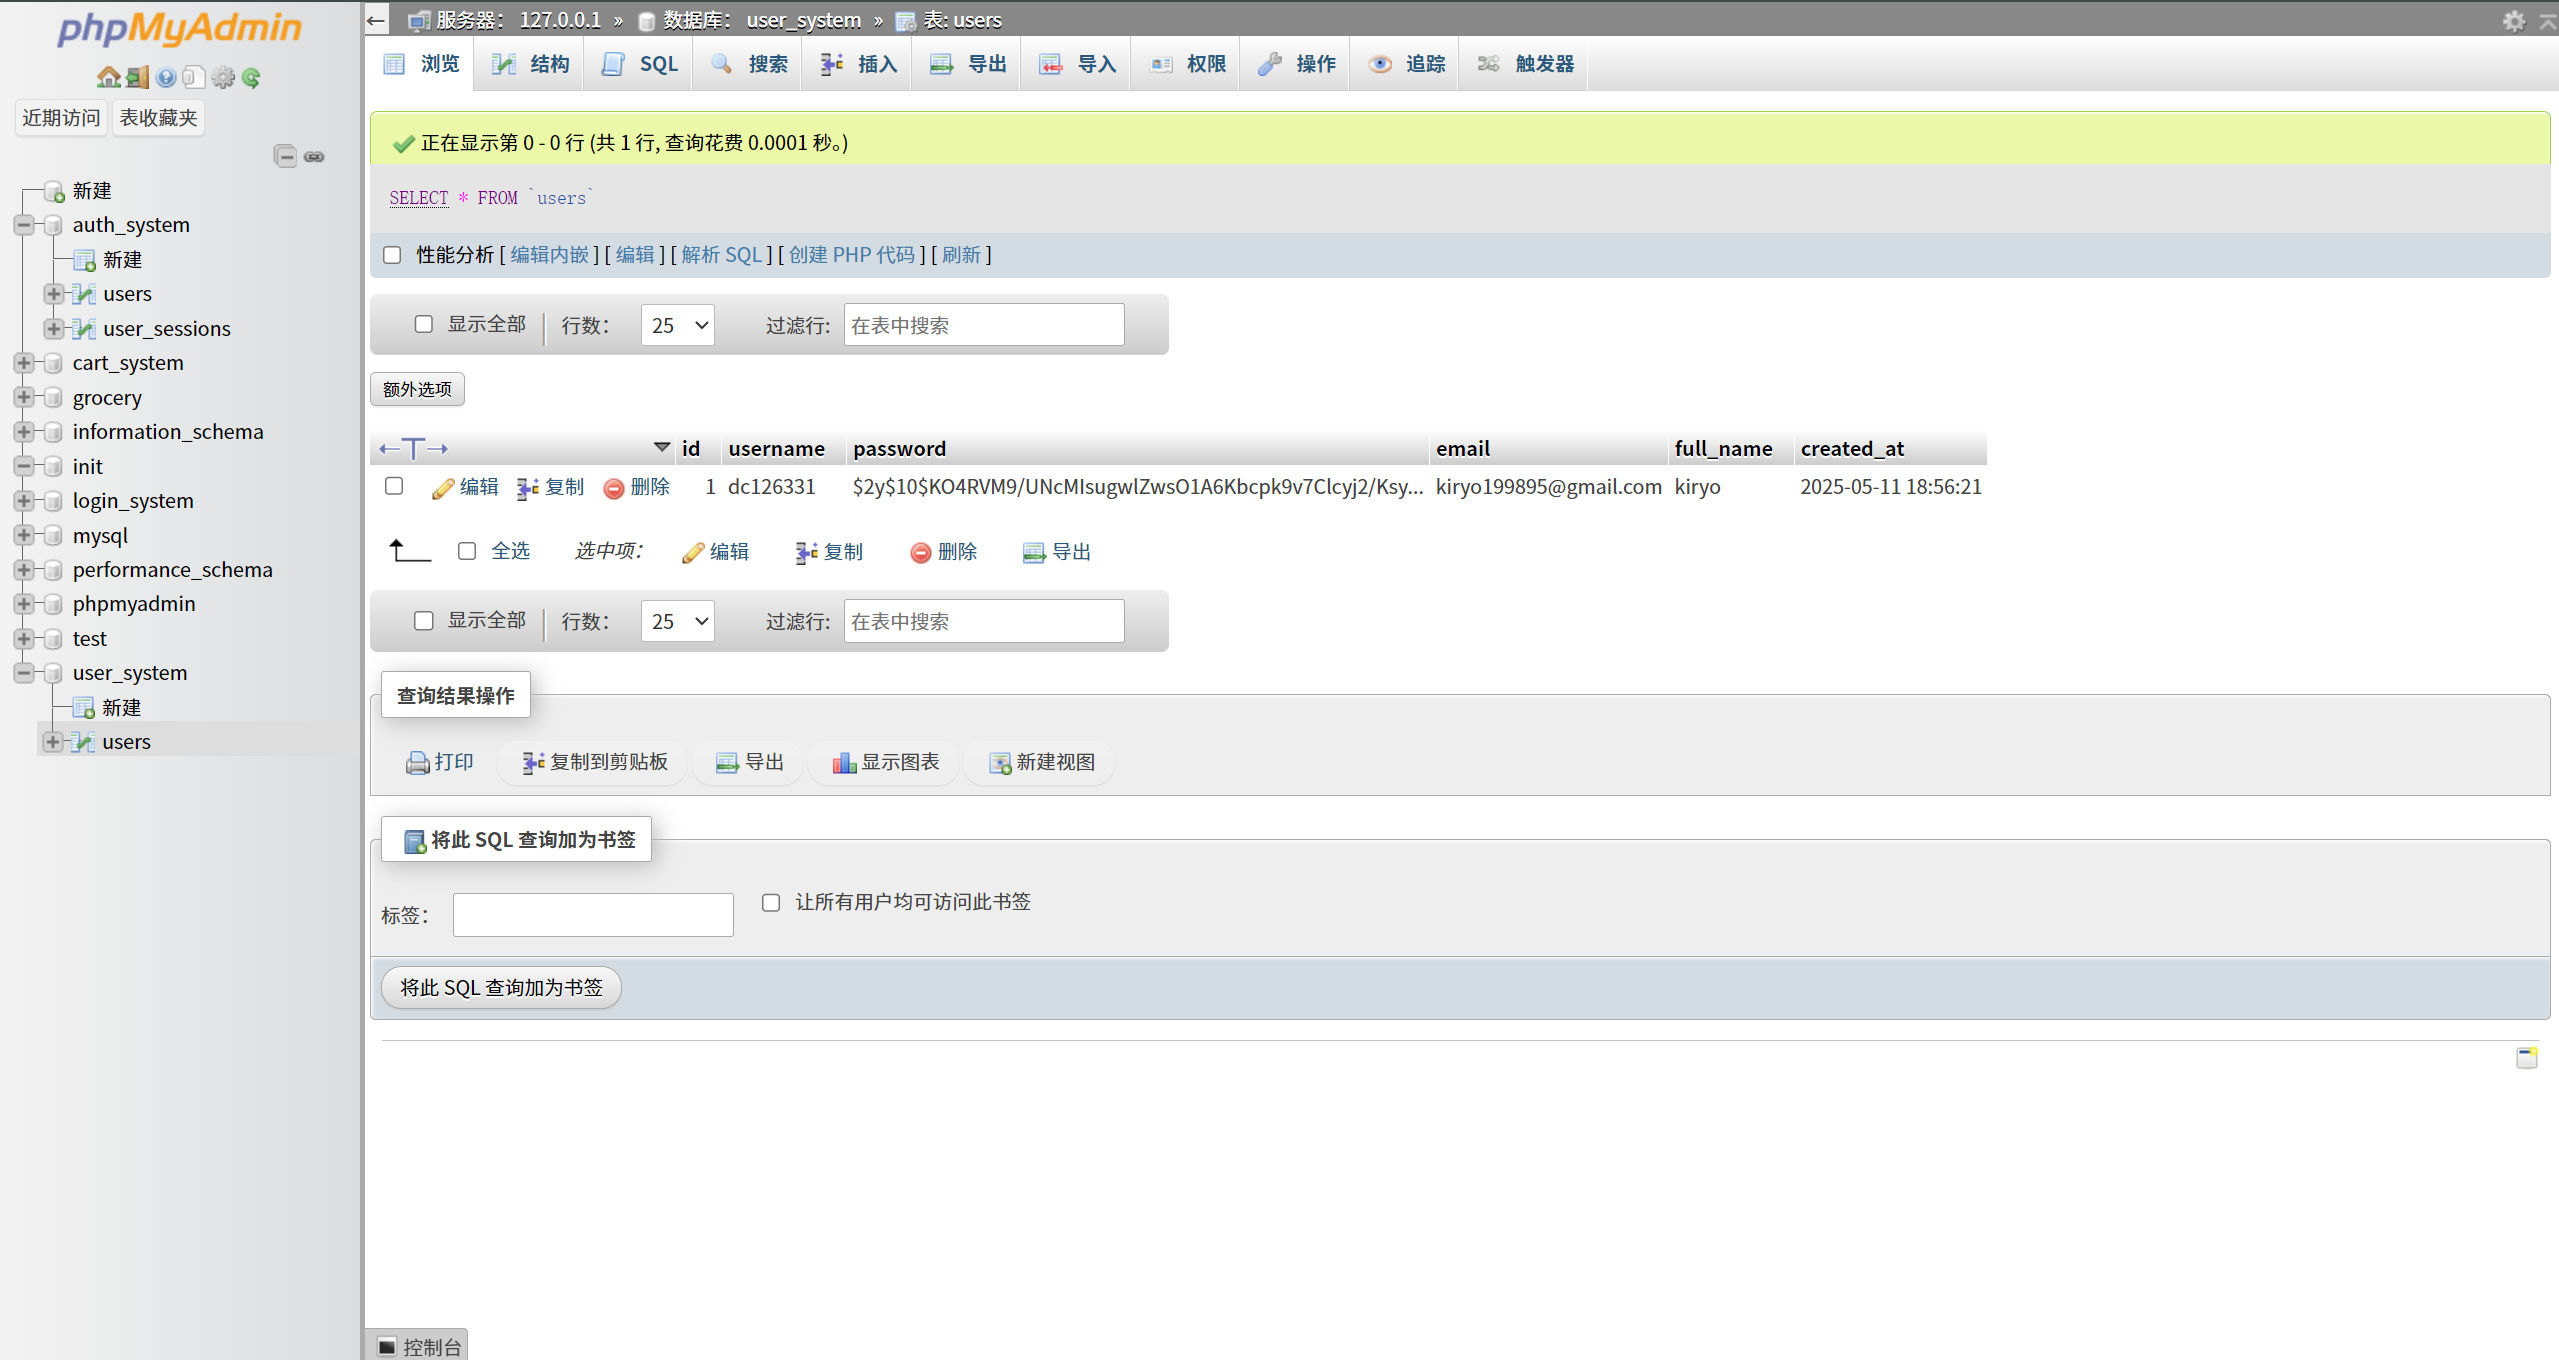 phpMyAdmin
近期访问 表收藏夹
新建
auth_system
新建
users
user_sessions
cart_system
grocery
information_schema
init
login_system
mysql
performance_schema
phpmyadmin
test
user_system
新建
users
服务器： 127.0.0.1 » 数据库： user_system » 表: users
浏览 结构 SQL 搜索 插入 导出 导入 权限 操作 追踪 触发器
正在显示第 0 - 0 行 (共 1 行, 查询花费 0.0001 秒。)
SELECT * FROM `users`
性能分析 [ 编辑内嵌 ] [ 编辑 ] [ 解析 SQL ] [ 创建 PHP 代码 ] [ 刷新 ]
显示全部 行数： 25 过滤行: 在表中搜索
额外选项
←T→ id username password email full_name created_at
编辑 复制 删除 1 dc126331 $2y$10$KO4RVM9/UNcMIsugwlZwsO1A6Kbcpk9v7Clcyj2/Ksy... kiryo199895@gmail.com kiryo 2025-05-11 18:56:21
全选 选中项： 编辑 复制 删除 导出
显示全部 行数： 25 过滤行: 在表中搜索
查询结果操作
打印 复制到剪贴板 导出 显示图表 新建视图
将此 SQL 查询加为书签
标签： 让所有用户均可访问此书签
将此 SQL 查询加为书签
控制台